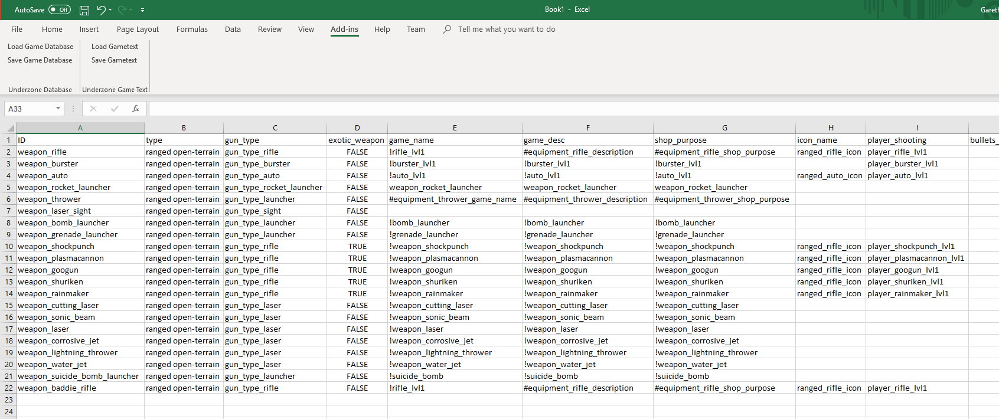 AutoSave Off Book1 - Excel Gareth
File Home Insert Page Layout Formulas Data Review View Add-ins Help Team Tell me what you want to do
Load Game Database Load Gametext
Save Game Database Save Gametext
Underzone Database Underzone Game Text
A33 fx
A B C D E F G H I
1 ID type gun_type exotic_weapon game_name game_desc shop_purpose icon_name player_shooting bullets_
2 weapon_rifle ranged open-terrain gun_type_rifle FALSE !rifle_lvl1 #equipment_rifle_description #equipment_rifle_shop_purpose ranged_rifle_icon player_rifle_lvl1
3 weapon_burster ranged open-terrain gun_type_burster FALSE !burster_lvl1 !burster_lvl1 !burster_lvl1 player_burster_lvl1
4 weapon_auto ranged open-terrain gun_type_auto FALSE !auto_lvl1 !auto_lvl1 !auto_lvl1 ranged_auto_icon player_auto_lvl1
5 weapon_rocket_launcher ranged open-terrain gun_type_rocket_launcher FALSE weapon_rocket_launcher weapon_rocket_launcher weapon_rocket_launcher
6 weapon_thrower ranged open-terrain gun_type_launcher FALSE #equipment_thrower_game_name #equipment_thrower_description #equipment_thrower_shop_purpose
7 weapon_laser_sight ranged open-terrain gun_type_sight FALSE
8 weapon_bomb_launcher ranged open-terrain gun_type_launcher FALSE !bomb_launcher !bomb_launcher !bomb_launcher
9 weapon_grenade_launcher ranged open-terrain gun_type_launcher FALSE !grenade_launcher !grenade_launcher !grenade_launcher
10 weapon_shockpunch ranged open-terrain gun_type_rifle TRUE !weapon_shockpunch !weapon_shockpunch !weapon_shockpunch ranged_rifle_icon player_shockpunch_lvl1
11 weapon_plasmacannon ranged open-terrain gun_type_rifle TRUE !weapon_plasmacannon !weapon_plasmacannon !weapon_plasmacannon ranged_rifle_icon player_plasmacannon_lvl1
12 weapon_googun ranged open-terrain gun_type_rifle TRUE !weapon_googun !weapon_googun !weapon_googun ranged_rifle_icon player_googun_lvl1
13 weapon_shuriken ranged open-terrain gun_type_rifle TRUE !weapon_shuriken !weapon_shuriken !weapon_shuriken ranged_rifle_icon player_shuriken_lvl1
14 weapon_rainmaker ranged open-terrain gun_type_rifle TRUE !weapon_rainmaker !weapon_rainmaker !weapon_rainmaker ranged_rifle_icon player_rainmaker_lvl1
15 weapon_cutting_laser ranged open-terrain gun_type_laser FALSE !weapon_cutting_laser !weapon_cutting_laser !weapon_cutting_laser
16 weapon_sonic_beam ranged open-terrain gun_type_laser FALSE !weapon_sonic_beam !weapon_sonic_beam !weapon_sonic_beam
17 weapon_laser ranged open-terrain gun_type_laser FALSE !weapon_laser !weapon_laser !weapon_laser
18 weapon_corrosive_jet ranged open-terrain gun_type_laser FALSE !weapon_corrosive_jet !weapon_corrosive_jet !weapon_corrosive_jet
19 weapon_lightning_thrower ranged open-terrain gun_type_laser FALSE !weapon_lightning_thrower !weapon_lightning_thrower !weapon_lightning_thrower
20 weapon_water_jet ranged open-terrain gun_type_laser FALSE !weapon_water_jet !weapon_water_jet !weapon_water_jet
21 weapon_suicide_bomb_launcher ranged open-terrain gun_type_launcher FALSE !suicide_bomb !suicide_bomb !suicide_bomb
22 weapon_baddie_rifle ranged open-terrain gun_type_rifle FALSE !rifle_lvl1 #equipment_rifle_description #equipment_rifle_shop_purpose ranged_rifle_icon player_rifle_lvl1
23
24